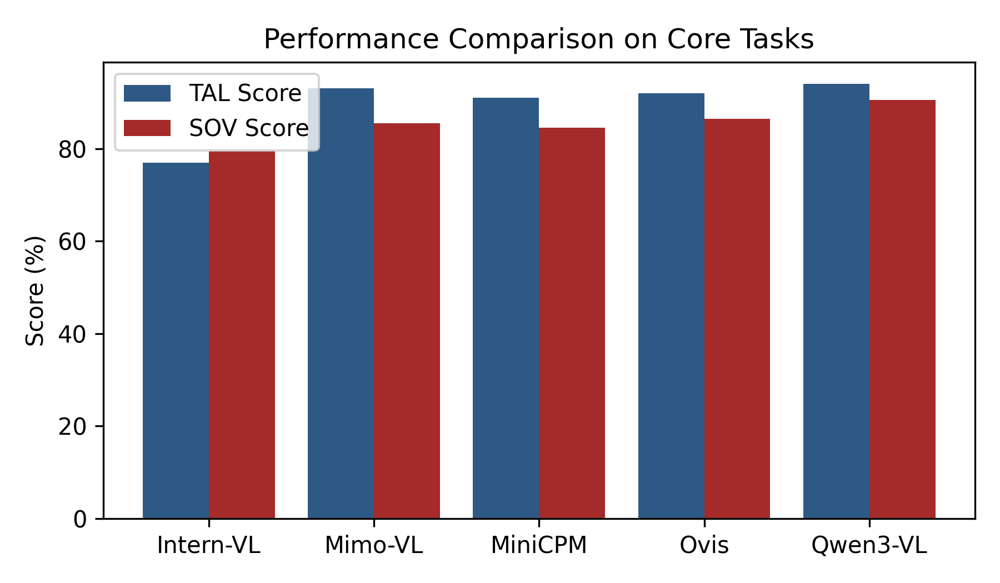 Performance Comparison on Core Tasks
TAL Score
SOV Score
Score (%)
80
60
40
20
0
Intern-VL
Mimo-VL
MiniCPM
Ovis
Qwen3-VL